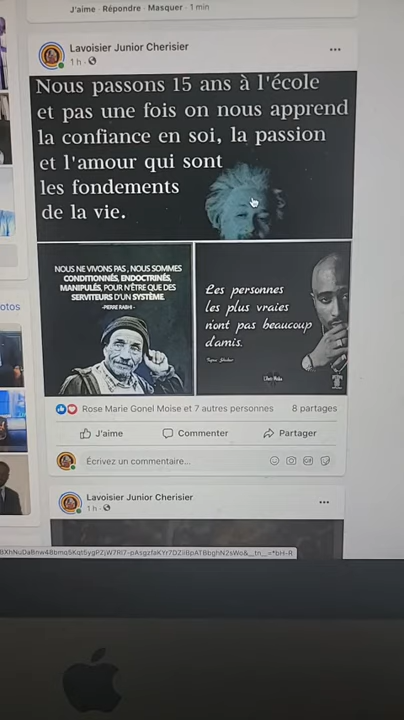 J'aime · Répondre · Masquer · 1 min
Lavoisier Junior Cherisier
1 h ·
Nous passons 15 ans à l'école
et pas une fois on nous apprend
la confiance en soi, la passion
et l'amour qui sont
les fondements
de la vie.
NOUS NE VIVONS PAS, NOUS SOMMES
CONDITIONNÉS, ENDOCTRINÉS,
MANIPULÉS, POUR N'ÊTRE QUE DES
SERVITEURS D'UN SYSTÈME.
-PIERRE RABHI-
Les personnes
les plus vraies
n'ont pas beaucoup
d'amis.
Rose Marie Gonel Moise et 7 autres personnes
8 partages
J'aime
Commenter
Partager
Écrivez un commentaire...
GIF
otos
Lavoisier Junior Cherisier
1 h ·